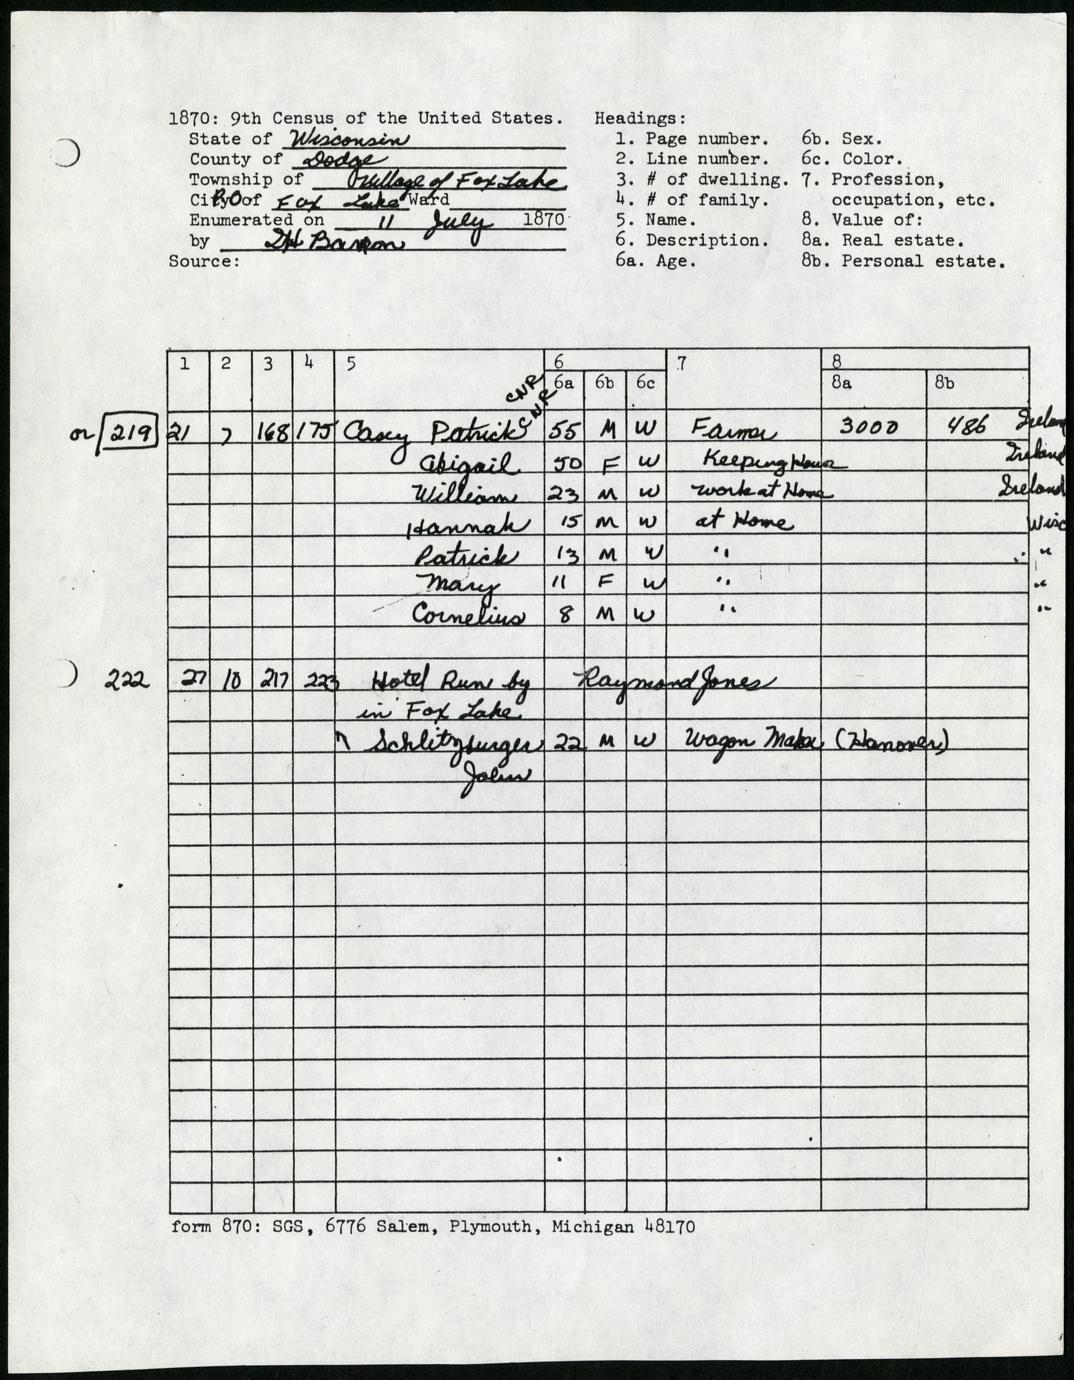 1870: 9th Census of the United States.
State of Wisconsin
County of Dodge
Township of Village of Fox Lake
City P.O. of Fox Lake Ward
Enumerated on 11 July 1870
by
Source:
Headings:
1. Page number. 6b. Sex.
2. Line number. 6c. Color.
3. # of dwelling. 7. Profession,
4. # of family. occupation, etc.
5. Name. 8. Value of:
6. Description. 8a. Real estate.
6a. Age. 8b. Personal estate.
1 2 3 4 5 6 7 8
6a 6b 6c 8a 8b
CNR
CNR
or 219 21 7 168 175 Casey Patrick 55 M W Farmer 3000 486 Ireland
Abigail 50 F W Keeping House Ireland
William 23 M W work at Home Ireland
Hannah 15 M W at Home Wisc
Patrick 13 M W " "
Mary 11 F W " "
Cornelius 8 M W " "
222 27 10 217 223 Hotel Run by Raymond Jones
in Fox Lake
Schlitzburger 22 M W Wagon Maker (Hanover)
John
form 870: SGS, 6776 Salem, Plymouth, Michigan 48170